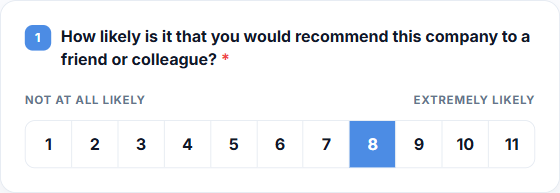 1 How likely is it that you would recommend this company to a
friend or colleague? *
NOT AT ALL LIKELY EXTREMELY LIKELY
1 2 3 4 5 6 7 8 9 10 11